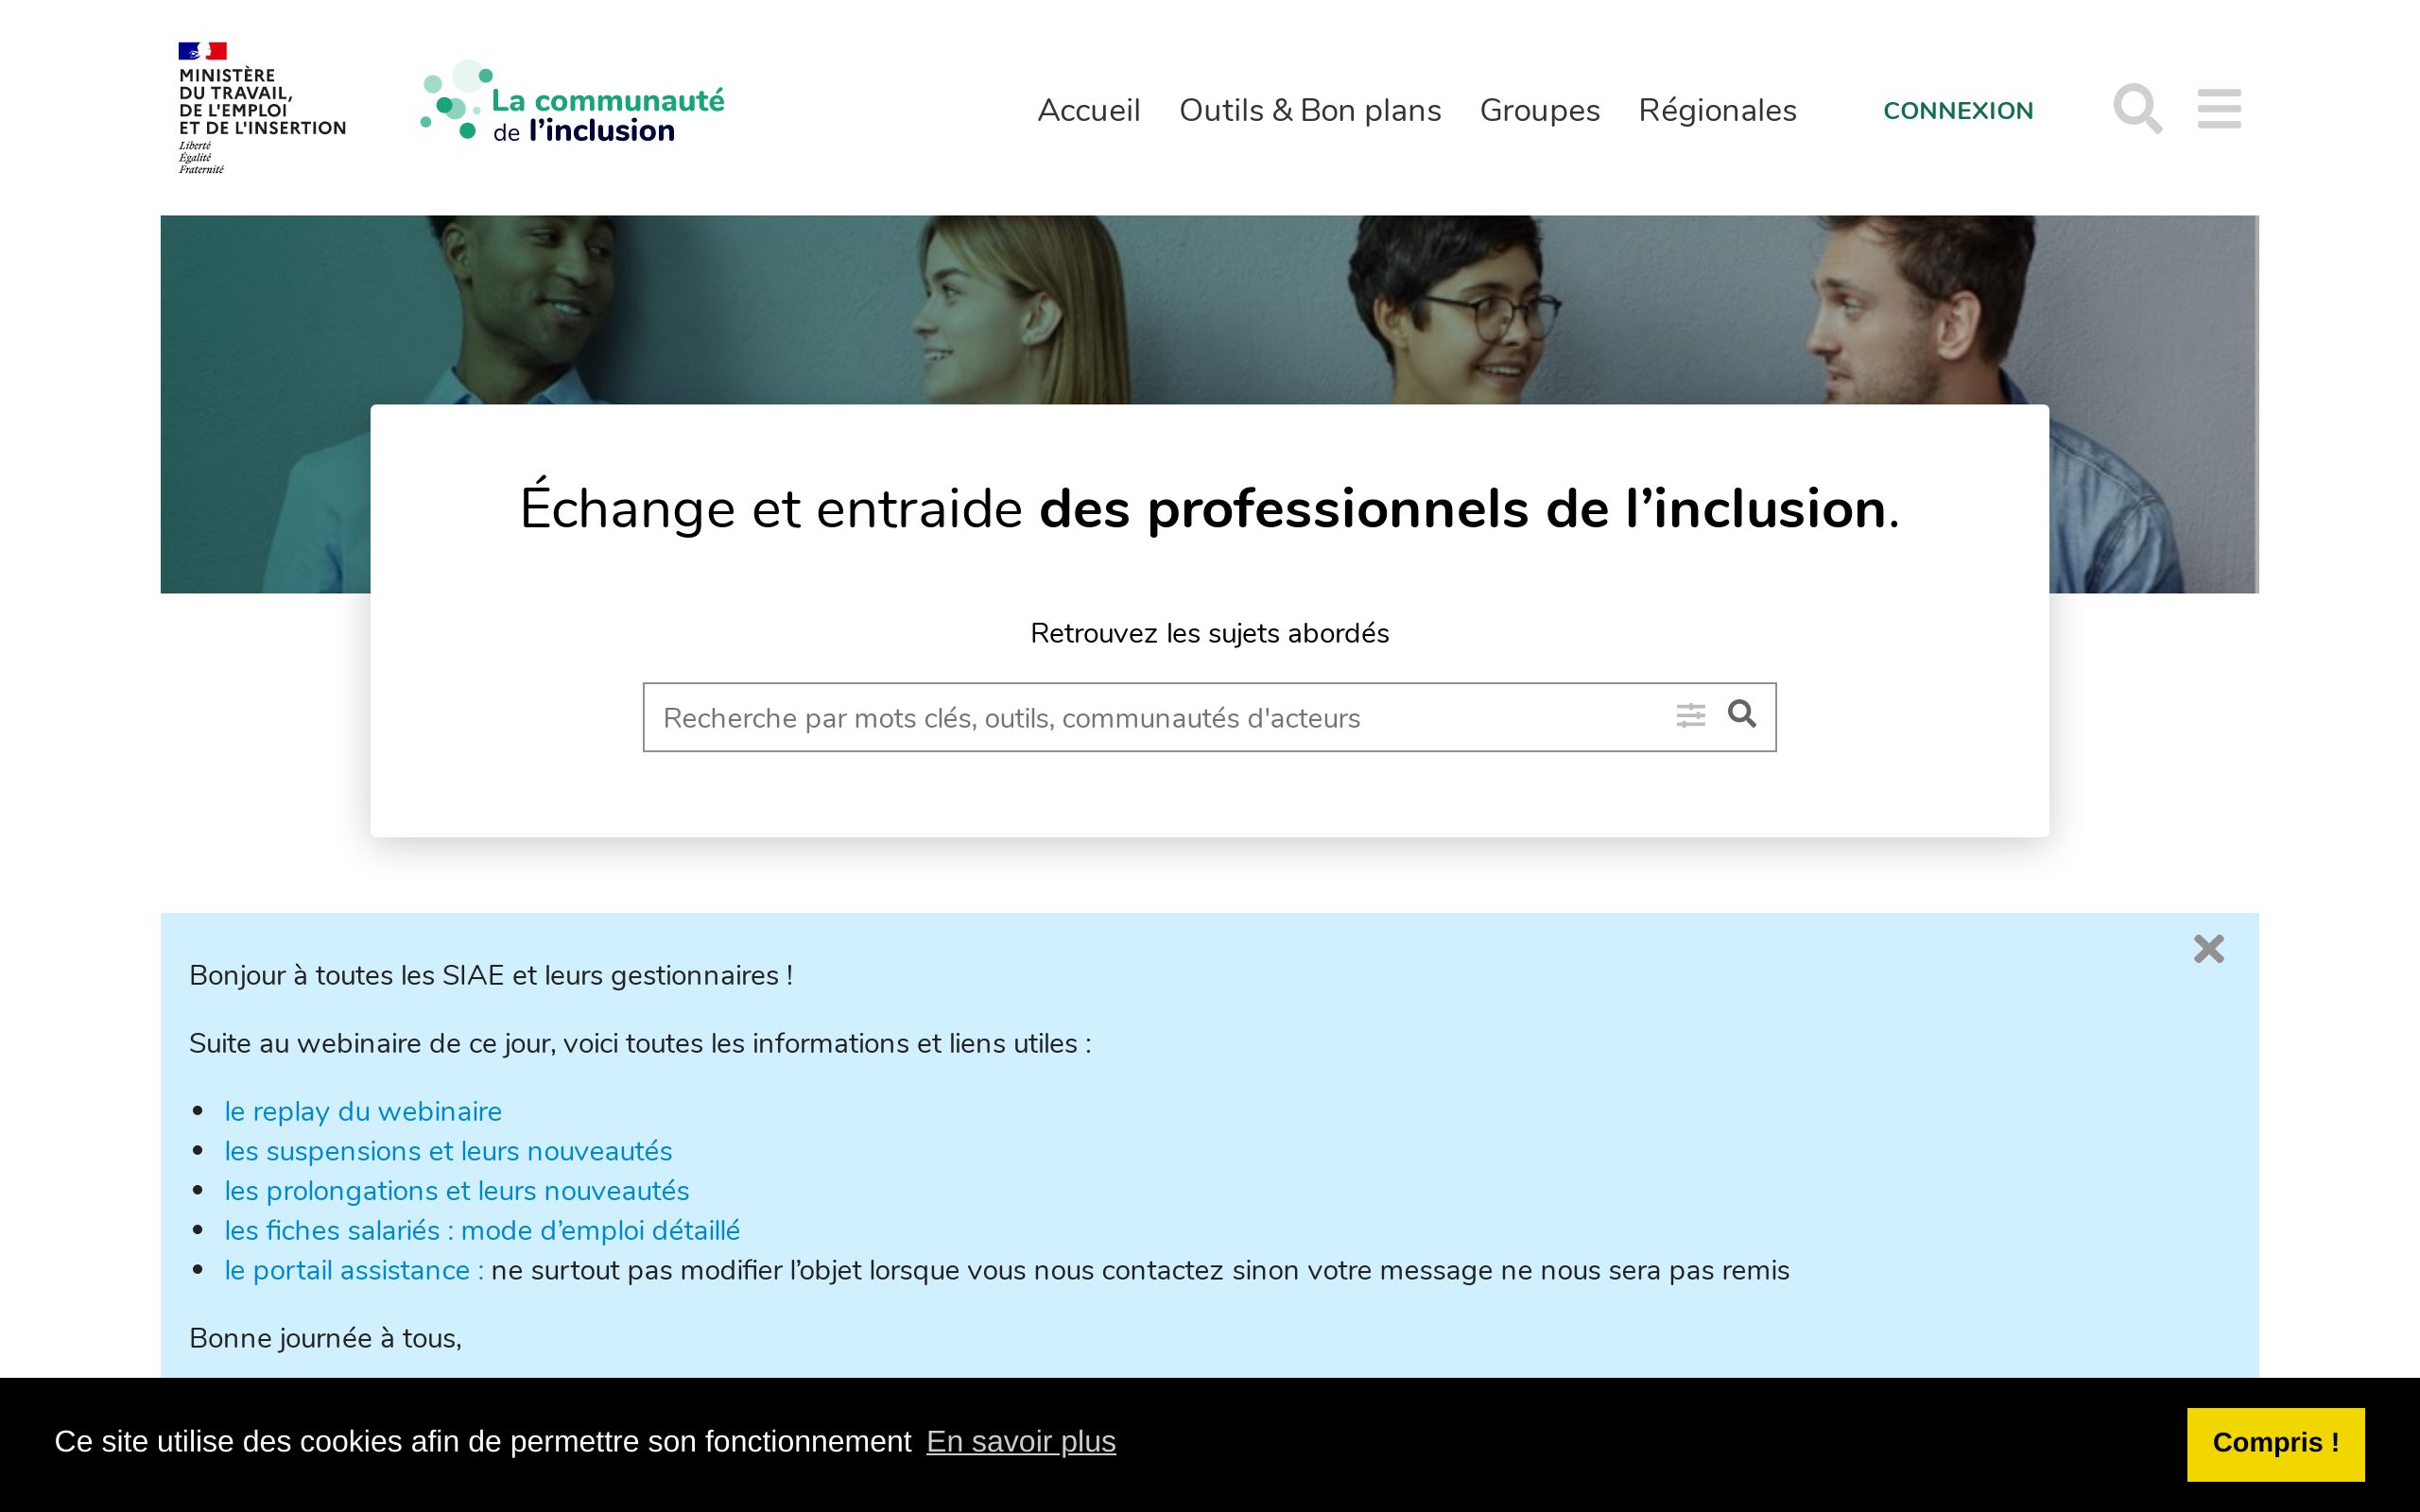 MINISTÈRE
DU TRAVAIL,
DE L'EMPLOI
ET DE L'INSERTION
Liberté
Égalité
Fraternité
La communauté
de l’inclusion
Accueil Outils & Bon plans Groupes Régionales CONNEXION
Échange et entraide des professionnels de l’inclusion.
Retrouvez les sujets abordés
Recherche par mots clés, outils, communautés d'acteurs
Bonjour à toutes les SIAE et leurs gestionnaires !
Suite au webinaire de ce jour, voici toutes les informations et liens utiles :
• le replay du webinaire
• les suspensions et leurs nouveautés
• les prolongations et leurs nouveautés
• les fiches salariés : mode d’emploi détaillé
• le portail assistance : ne surtout pas modifier l’objet lorsque vous nous contactez sinon votre message ne nous sera pas remis
Bonne journée à tous,
Ce site utilise des cookies afin de permettre son fonctionnement En savoir plus
Compris !